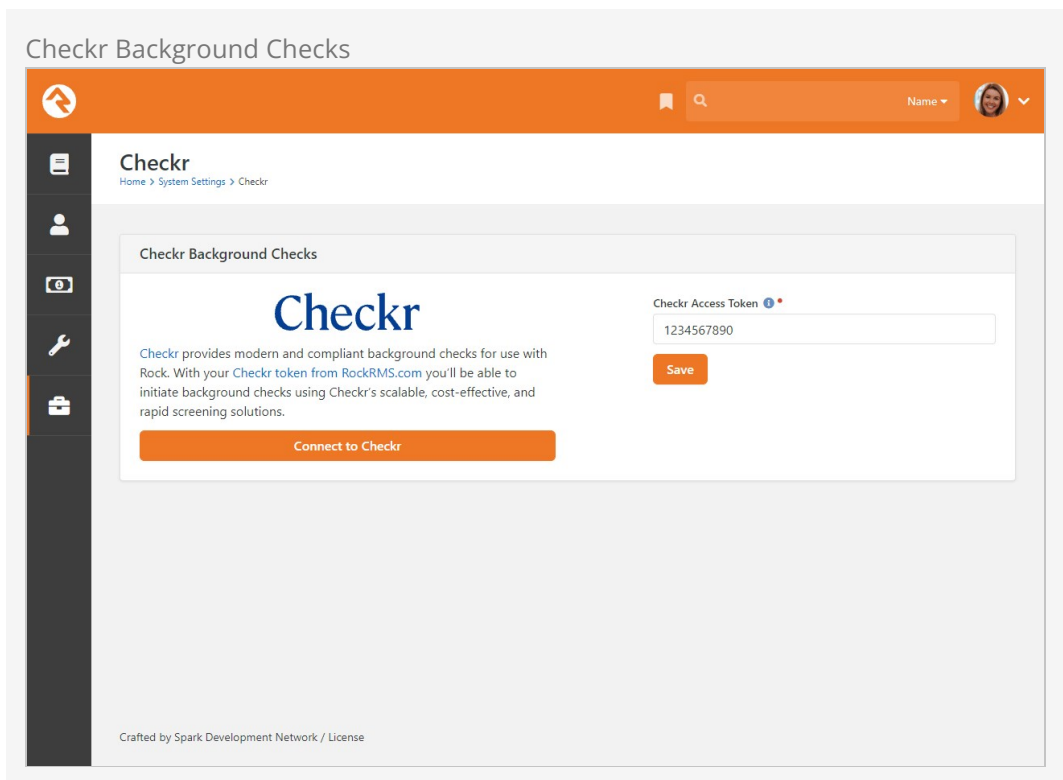 Checkr Background Checks
Name
Checkr
Home > System Settings > Checkr
Checkr Background Checks
Checkr
Checkr provides modern and compliant background checks for use with
Rock. With your Checkr token from RockRMS.com you'll be able to
initiate background checks using Checkr's scalable, cost-effective, and
rapid screening solutions.
Connect to Checkr
Checkr Access Token
1234567890
Save
Crafted by Spark Development Network / License